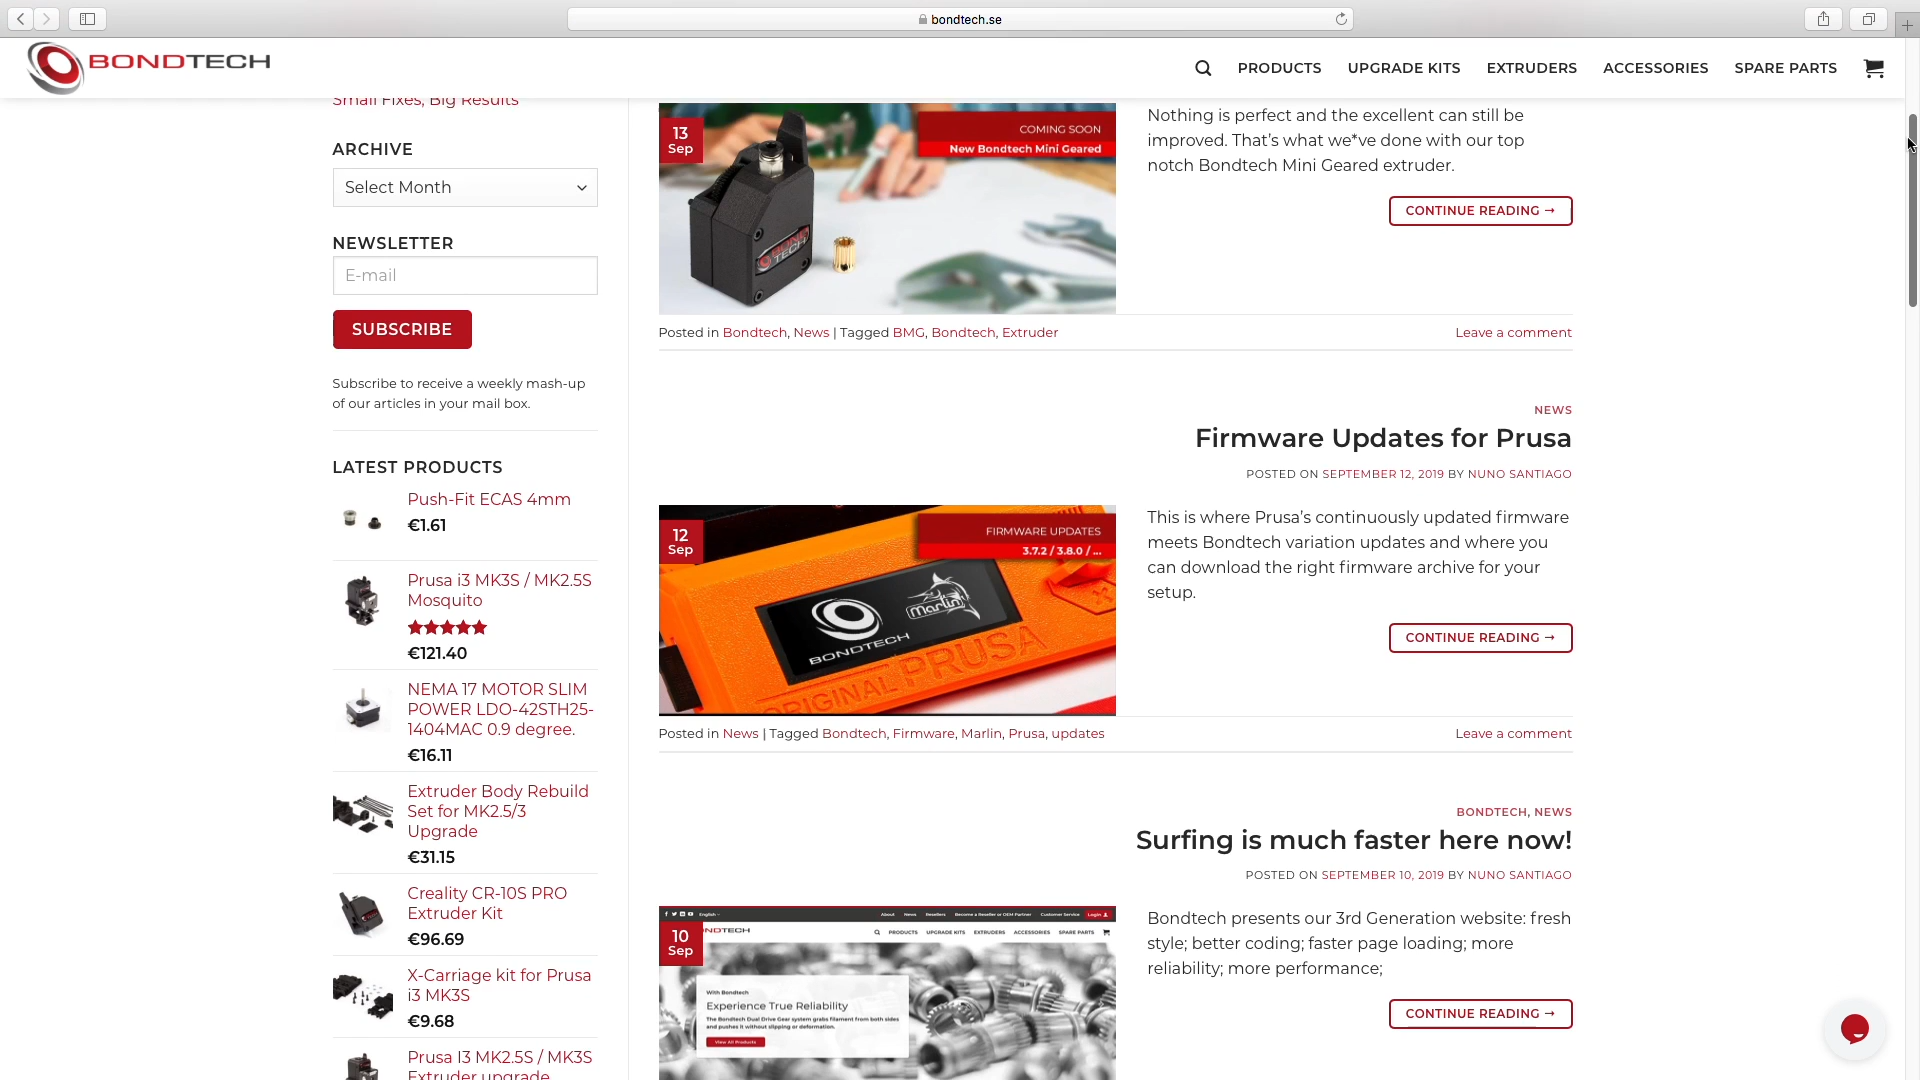 bondtech.se
BONDTECH
PRODUCTS
UPGRADE KITS
EXTRUDERS
ACCESSORIES
SPARE PARTS
Small Fixes, Big Results
ARCHIVE
Select Month
NEWSLETTER
E-mail
SUBSCRIBE
Subscribe to receive a weekly mash-up
of our articles in your mail box.
LATEST PRODUCTS
Push-Fit ECAS 4mm
€1.61
Prusa i3 MK3S / MK2.5S
Mosquito
€121.40
NEMA 17 MOTOR SLIM
POWER LDO-42STH25-
1404MAC 0.9 degree.
€16.11
Extruder Body Rebuild
Set for MK2.5/3
Upgrade
€31.15
Creality CR-10S PRO
Extruder Kit
€96.69
X-Carriage kit for Prusa
i3 MK3S
€9.68
Prusa I3 MK2.5S / MK3S
Extruder upgrade
13
Sep
COMING SOON
New Bondtech Mini Geared
BOND
TECH
Nothing is perfect and the excellent can still be
improved. That’s what we*ve done with our top
notch Bondtech Mini Geared extruder.
CONTINUE READING →
Posted in Bondtech, News | Tagged BMG, Bondtech, Extruder
Leave a comment
NEWS
Firmware Updates for Prusa
POSTED ON SEPTEMBER 12, 2019 BY NUNO SANTIAGO
12
Sep
FIRMWARE UPDATES
3.7.2 / 3.8.0 / ...
BONDTECH
Marlin
ORIGINAL PRUSA
This is where Prusa’s continuously updated firmware
meets Bondtech variation updates and where you
can download the right firmware archive for your
setup.
CONTINUE READING →
Posted in News | Tagged Bondtech, Firmware, Marlin, Prusa, updates
Leave a comment
BONDTECH, NEWS
Surfing is much faster here now!
POSTED ON SEPTEMBER 10, 2019 BY NUNO SANTIAGO
10
Sep
English
About
News
Resellers
Become a Reseller or OEM Partner
Customer Service
Login
NDTECH
PRODUCTS
UPGRADE KITS
EXTRUDERS
ACCESSORIES
SPARE PARTS
With Bondtech
Experience True Reliability
The Bondtech Dual Drive Gear system grabs filament from both sides
and pushes it without slipping or deformation.
View All Products
Bondtech presents our 3rd Generation website: fresh
style; better coding; faster page loading; more
reliability; more performance;
CONTINUE READING →